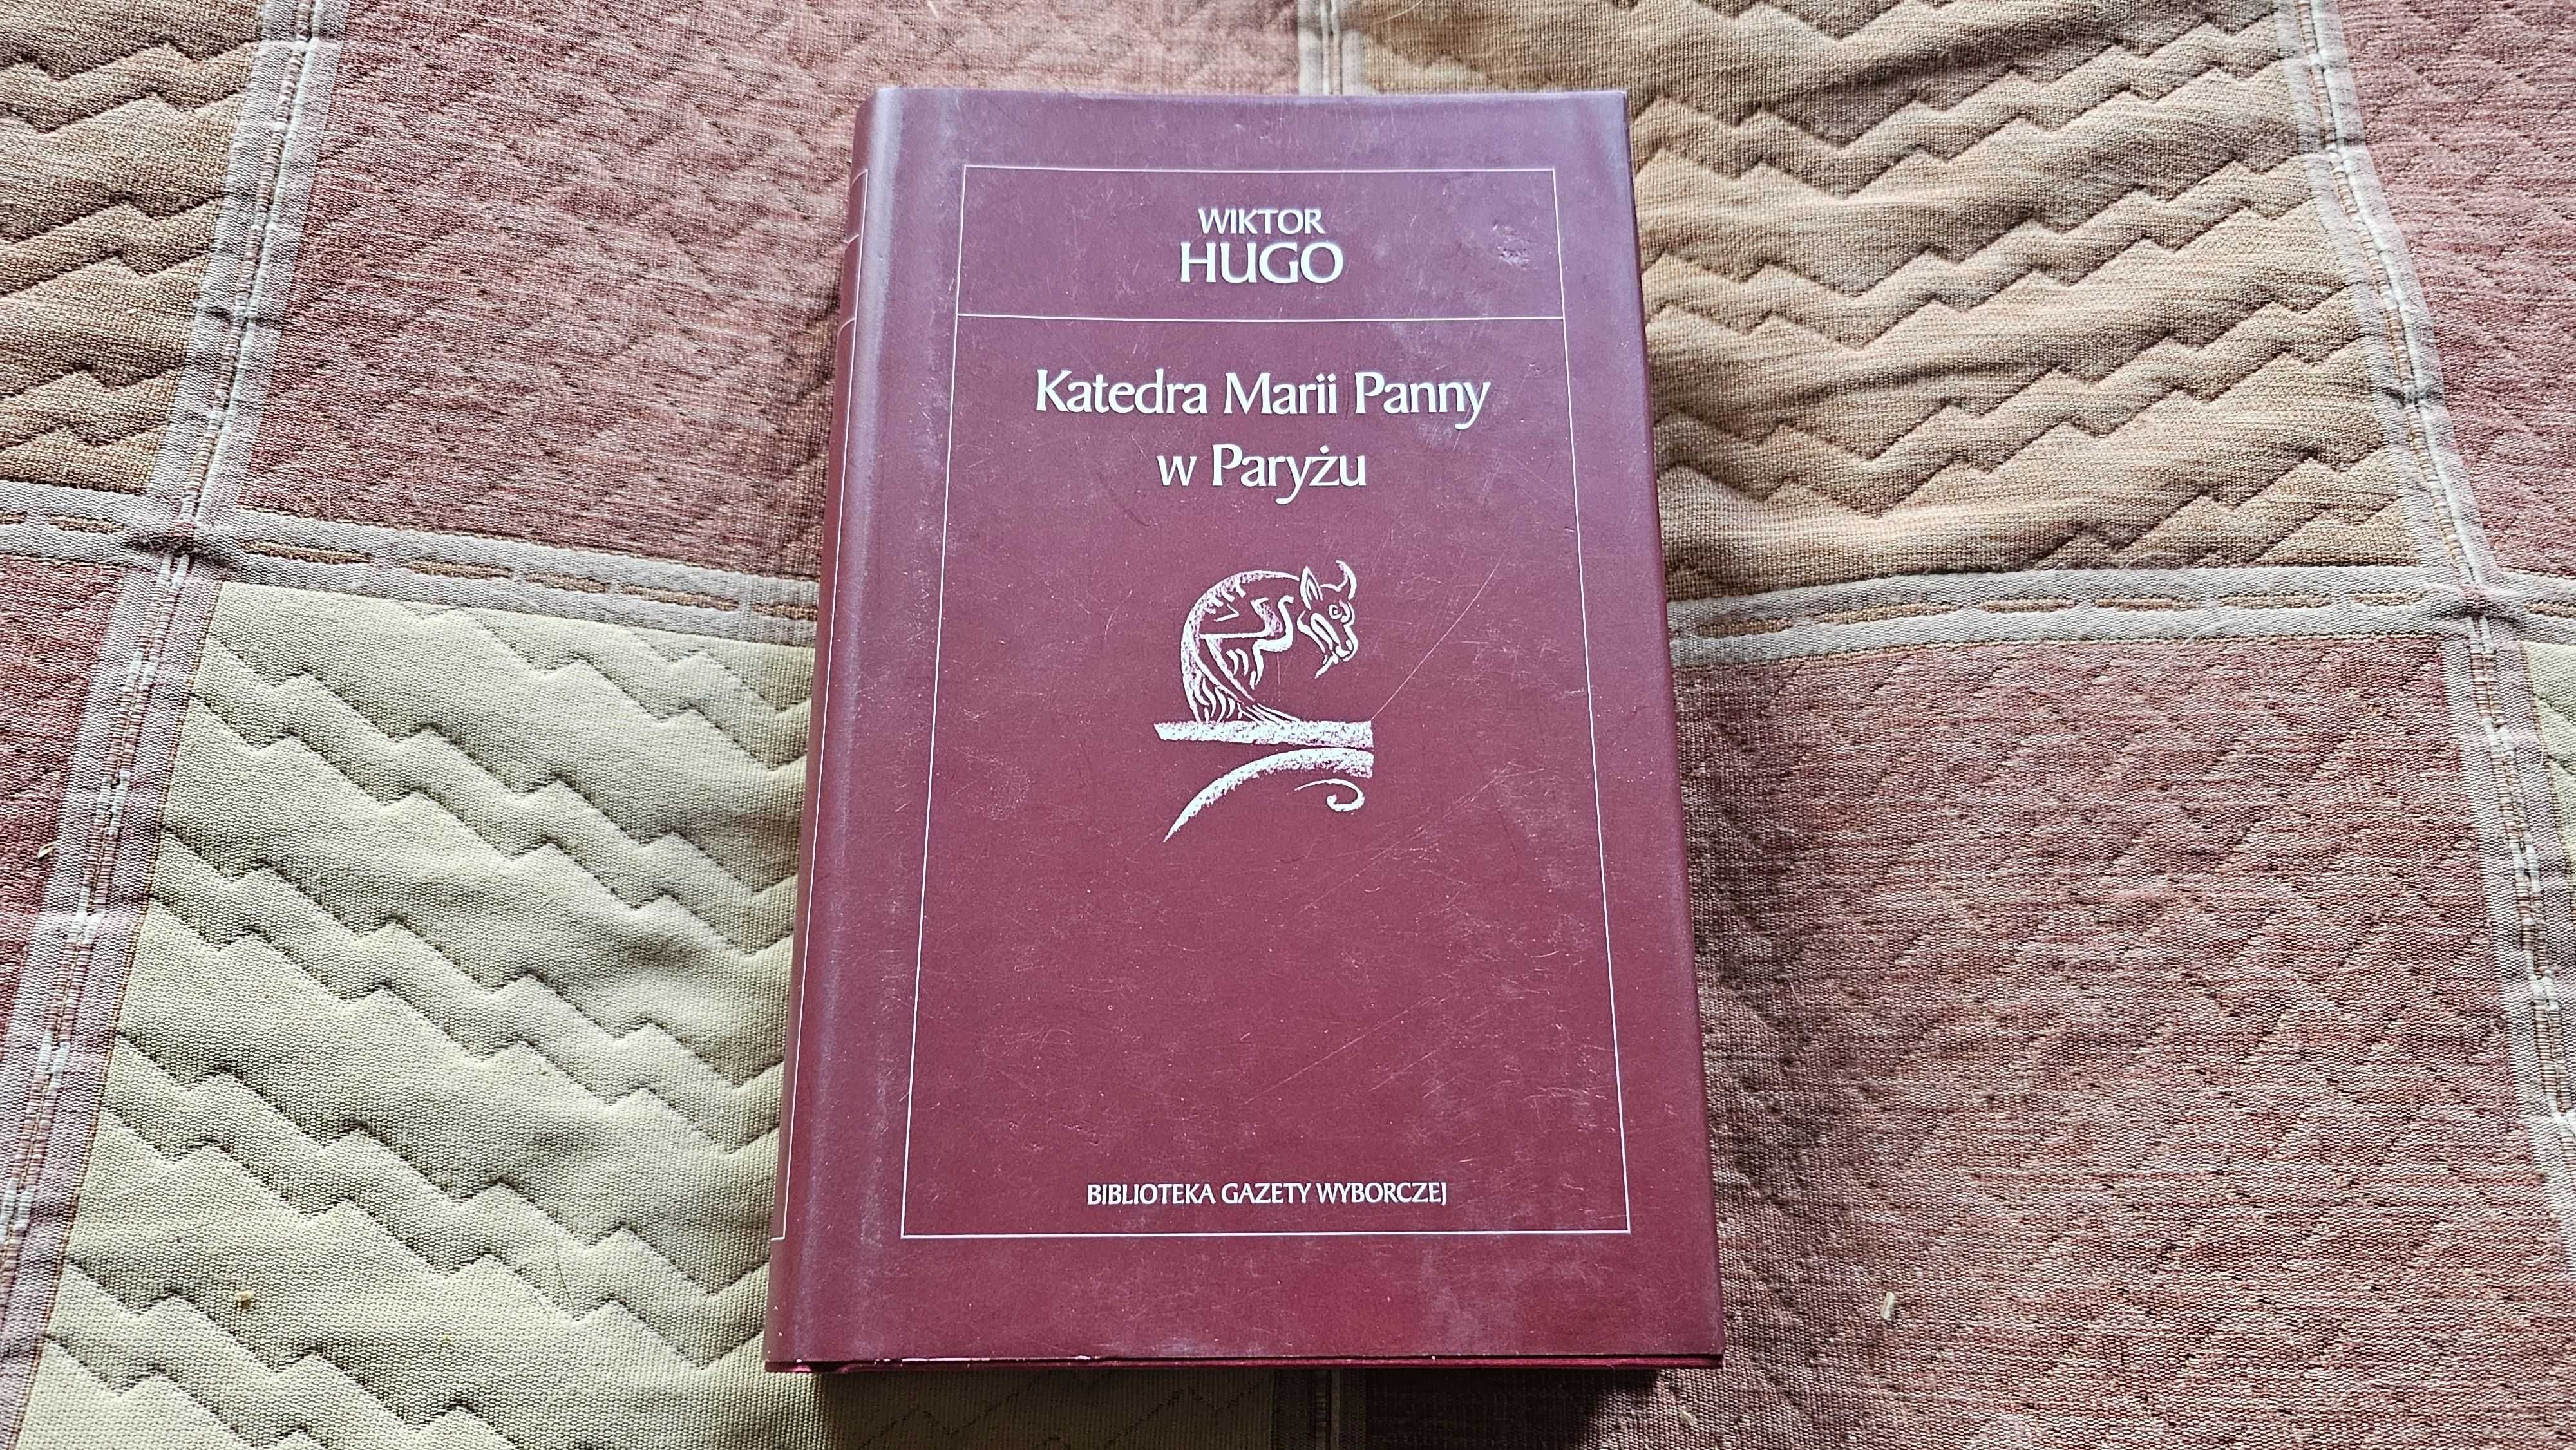 WIKTOR
HUGO
Katedra Marii Panny
w Paryżu
BIBLIOTEKA GAZETY WYBORCZEJ